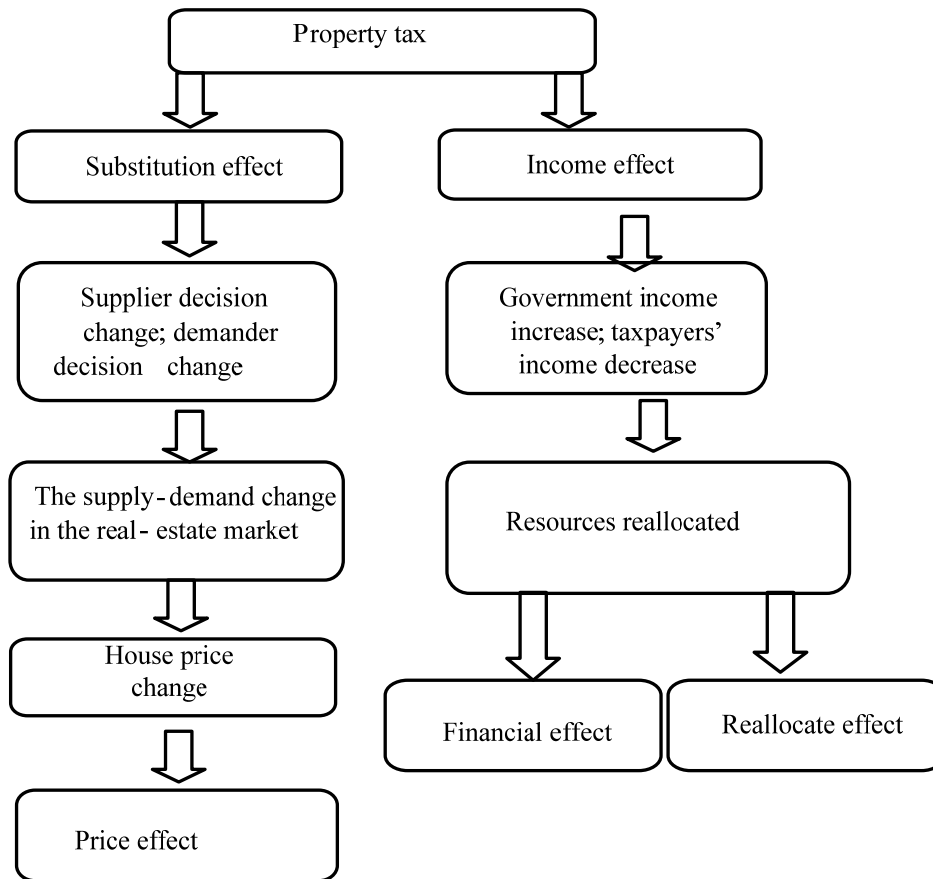 Property tax
Substitution effect
Income effect
Supplier decision
change; demander
decision change
Government income
increase; taxpayers’
income decrease
The supply-demand change
in the real-estate market
Resources reallocated
House price
change
Financial effect
Reallocate effect
Price effect